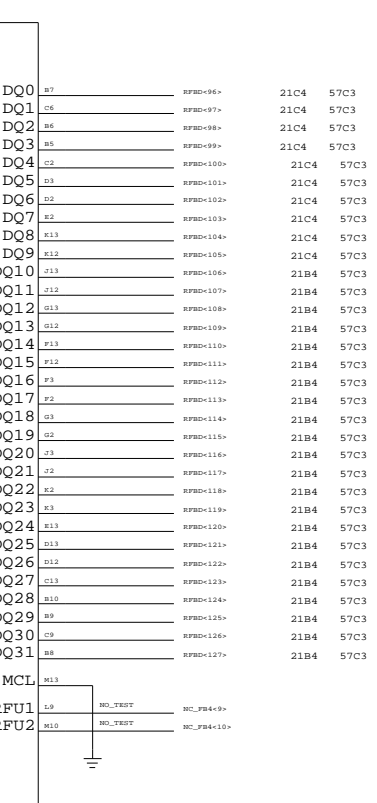 DQ0 B7 RFBD<96> 21C4 57C3
DQ1 C6 RFBD<97> 21C4 57C3
DQ2 B6 RFBD<98> 21C4 57C3
DQ3 B5 RFBD<99> 21C4 57C3
DQ4 C2 RFBD<100> 21C4 57C3
DQ5 D3 RFBD<101> 21C4 57C3
DQ6 D2 RFBD<102> 21C4 57C3
DQ7 E2 RFBD<103> 21C4 57C3
DQ8 K13 RFBD<104> 21C4 57C3
DQ9 K12 RFBD<105> 21C4 57C3
DQ10 J13 RFBD<106> 21B4 57C3
DQ11 J12 RFBD<107> 21B4 57C3
DQ12 G13 RFBD<108> 21B4 57C3
DQ13 G12 RFBD<109> 21B4 57C3
DQ14 F13 RFBD<110> 21B4 57C3
DQ15 F12 RFBD<111> 21B4 57C3
DQ16 F3 RFBD<112> 21B4 57C3
DQ17 F2 RFBD<113> 21B4 57C3
DQ18 G3 RFBD<114> 21B4 57C3
DQ19 G2 RFBD<115> 21B4 57C3
DQ20 J3 RFBD<116> 21B4 57C3
DQ21 J2 RFBD<117> 21B4 57C3
DQ22 K2 RFBD<118> 21B4 57C3
DQ23 K3 RFBD<119> 21B4 57C3
DQ24 E13 RFBD<120> 21B4 57C3
DQ25 D13 RFBD<121> 21B4 57C3
DQ26 D12 RFBD<122> 21B4 57C3
DQ27 C13 RFBD<123> 21B4 57C3
DQ28 B10 RFBD<124> 21B4 57C3
DQ29 B9 RFBD<125> 21B4 57C3
DQ30 C9 RFBD<126> 21B4 57C3
DQ31 B8 RFBD<127> 21B4 57C3
MCL M13
RFU1 L9 NO_TEST NC_FB4<9>
RFU2 M10 NO_TEST NC_FB4<10>